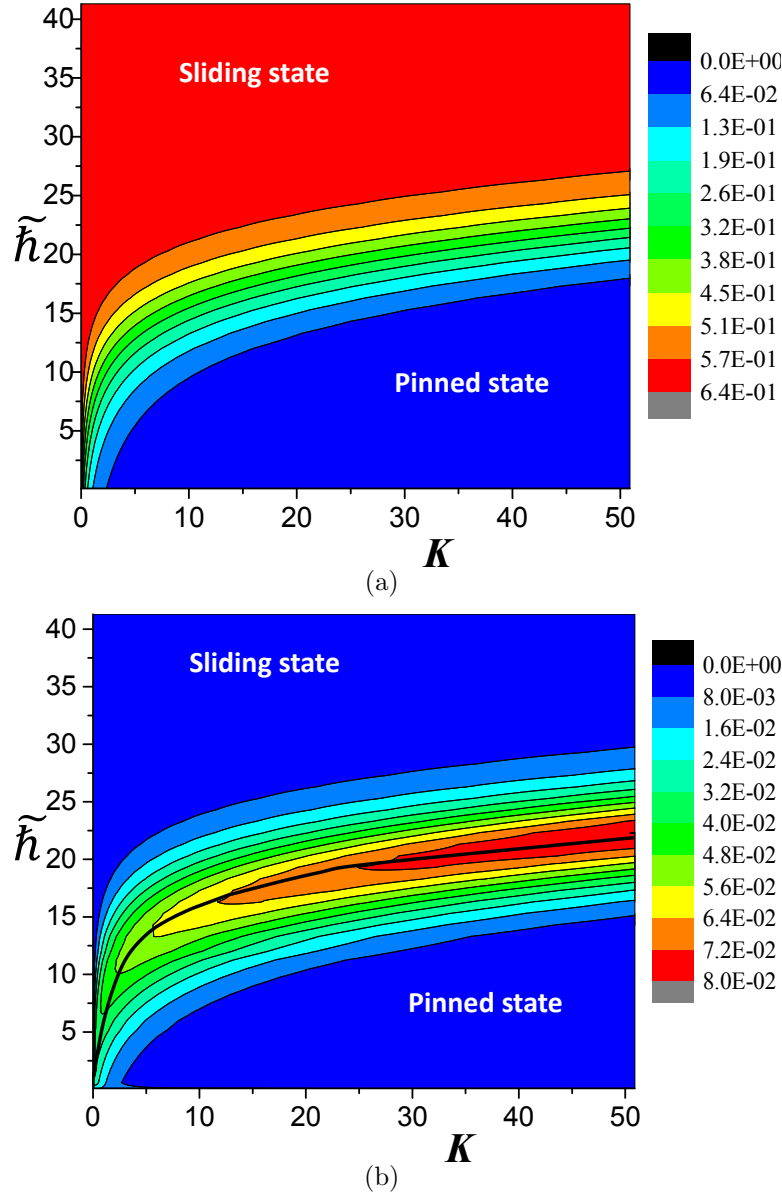 40
35
30
25
20
15
10
5
ħ̃
0 10 20 30 40 50
K
Sliding state
Pinned state
0.0E+00
6.4E-02
1.3E-01
1.9E-01
2.6E-01
3.2E-01
3.8E-01
4.5E-01
5.1E-01
5.7E-01
6.4E-01
(a)
40
35
30
25
20
15
10
5
ħ̃
0 10 20 30 40 50
K
Sliding state
Pinned state
0.0E+00
8.0E-03
1.6E-02
2.4E-02
3.2E-02
4.0E-02
4.8E-02
5.6E-02
6.4E-02
7.2E-02
8.0E-02
(b)